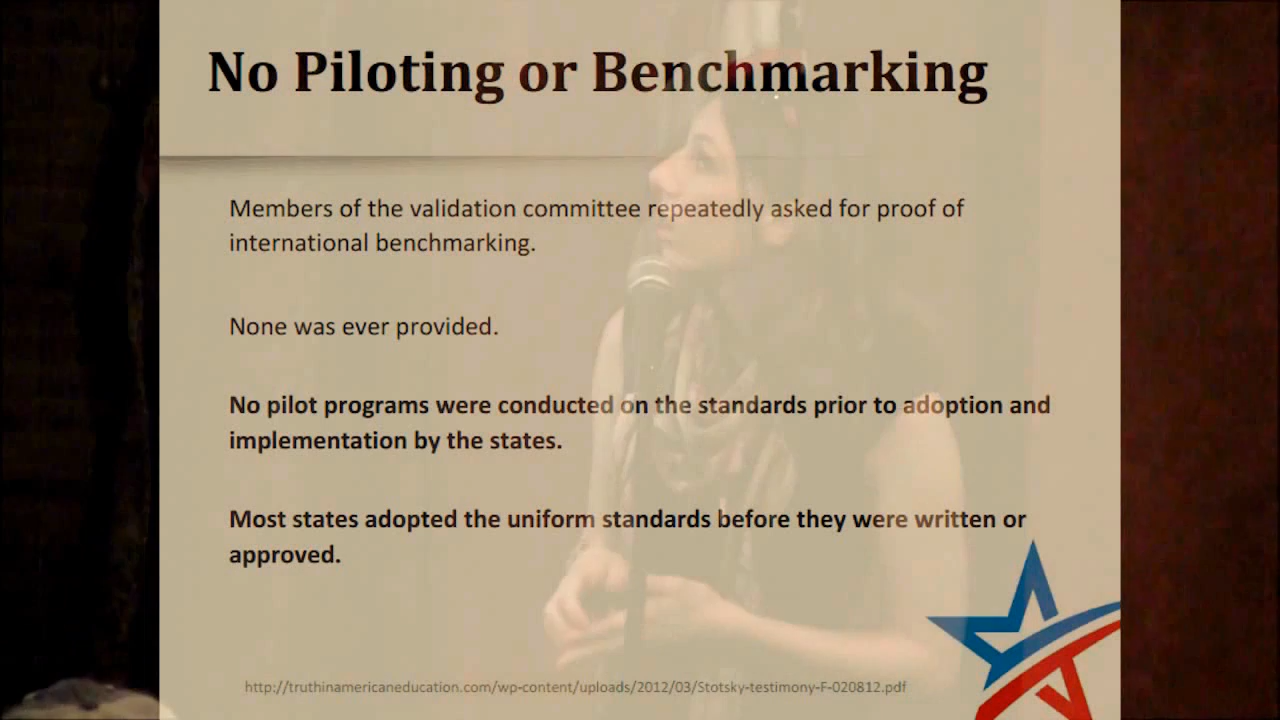 No Piloting or Benchmarking
Members of the validation committee repeatedly asked for proof of
international benchmarking.
None was ever provided.
No pilot programs were conducted on the standards prior to adoption and
implementation by the states.
Most states adopted the uniform standards before they were written or
approved.
http://truthinamericaneducation.com/wp-content/uploads/2012/03/Stotsky-testimony-F-020812.pdf